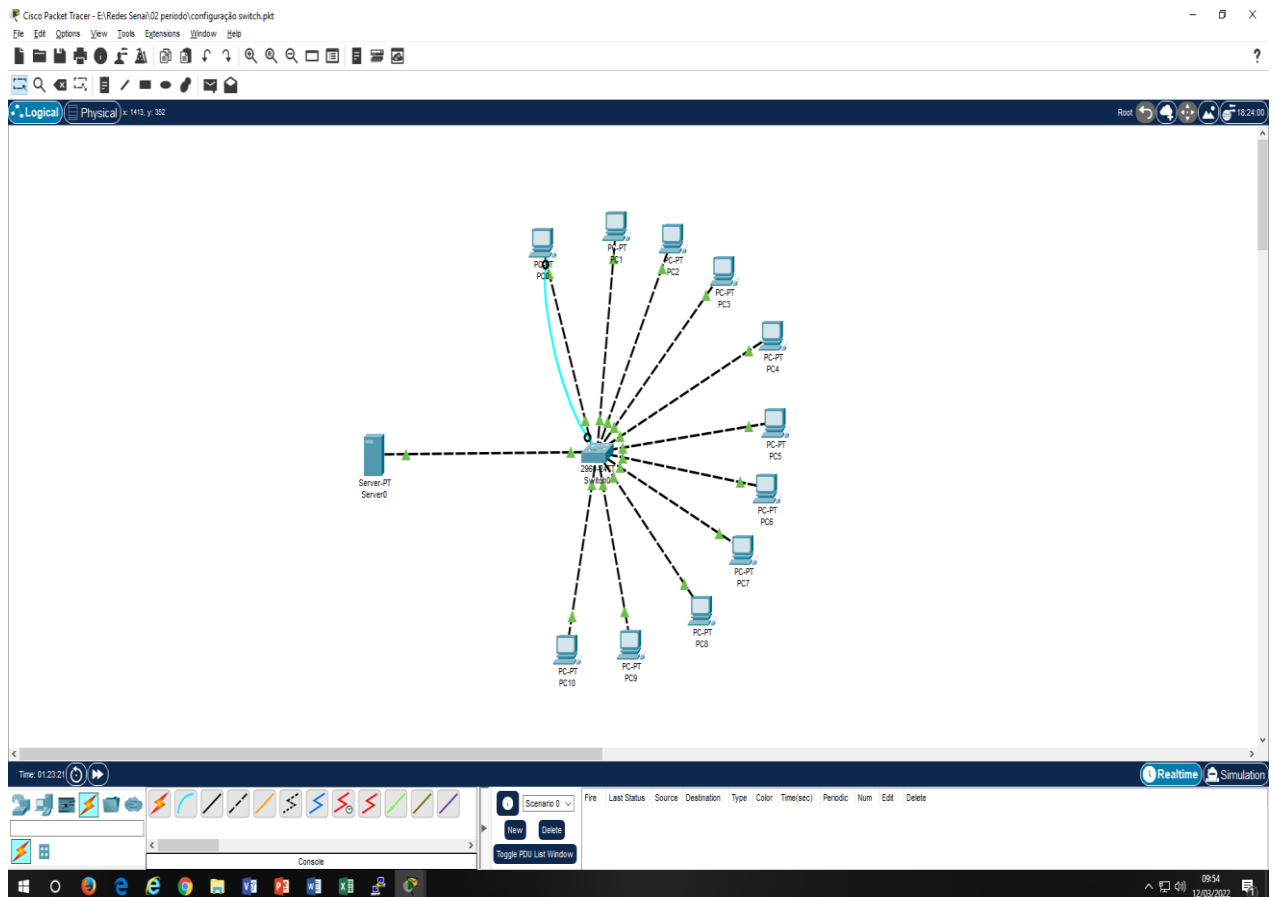 Cisco Packet Tracer - E:\Redes Senai\02 período\configuração switch.pkt
File Edit Options View Tools Extensions Window Help
?
Logical Physical x: 1413, y: 352 Root 18:24:00
PC-PT
PC1
PC-PT
PC2
PC-PT
PC3
PC-PT
PC4
PC-PT
PC5
Server-PT
Server0
PC-PT
PC6
PC-PT
PC7
PC-PT
PC8
PC-PT
PC9
PC-PT
PC10
Time: 01:23:21 Realtime Simulation
Scenario 0 Fire Last Status Source Destination Type Color Time(sec) Periodic Num Edit Delete
New Delete
Toggle PDU List Window
Console
09:54
12/03/2022